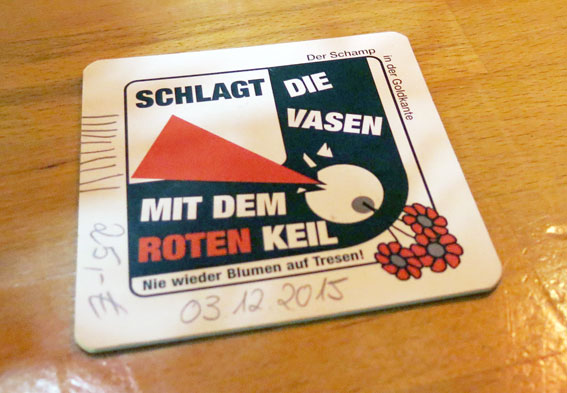 Der Schamp
in der Goldkante
SCHLAGT DIE
VASEN
MIT DEM
ROTEN KEIL
Nie wieder Blumen auf Tresen!
03.12.2015
25,- €